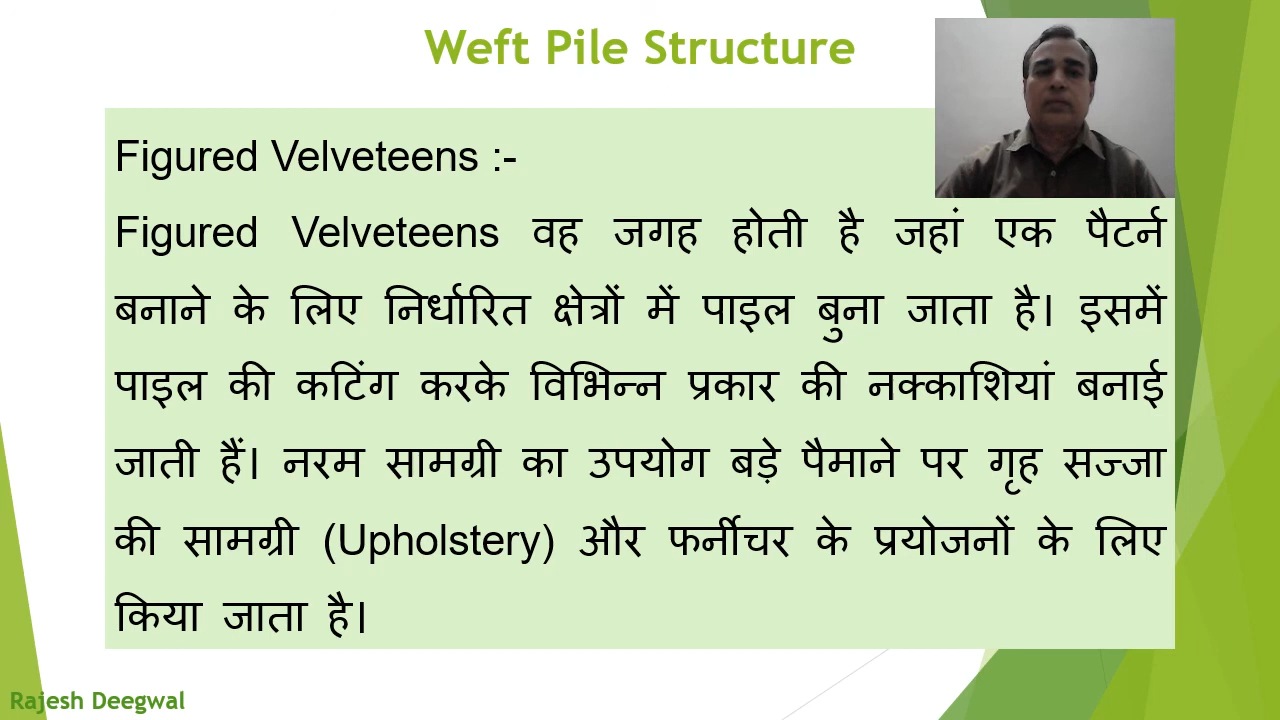 Weft Pile Structure
Figured Velveteens :-
Figured Velveteens वह जगह होती है जहां एक पैटर्न
बनाने के लिए निर्धारित क्षेत्रों में पाइल बुना जाता है। इसमें
पाइल की कटिंग करके विभिन्न प्रकार की नक्काशियां बनाई
जाती हैं। नरम सामग्री का उपयोग बड़े पैमाने पर गृह सज्जा
की सामग्री (Upholstery) और फर्नीचर के प्रयोजनों के लिए
किया जाता है।
Rajesh Deegwal